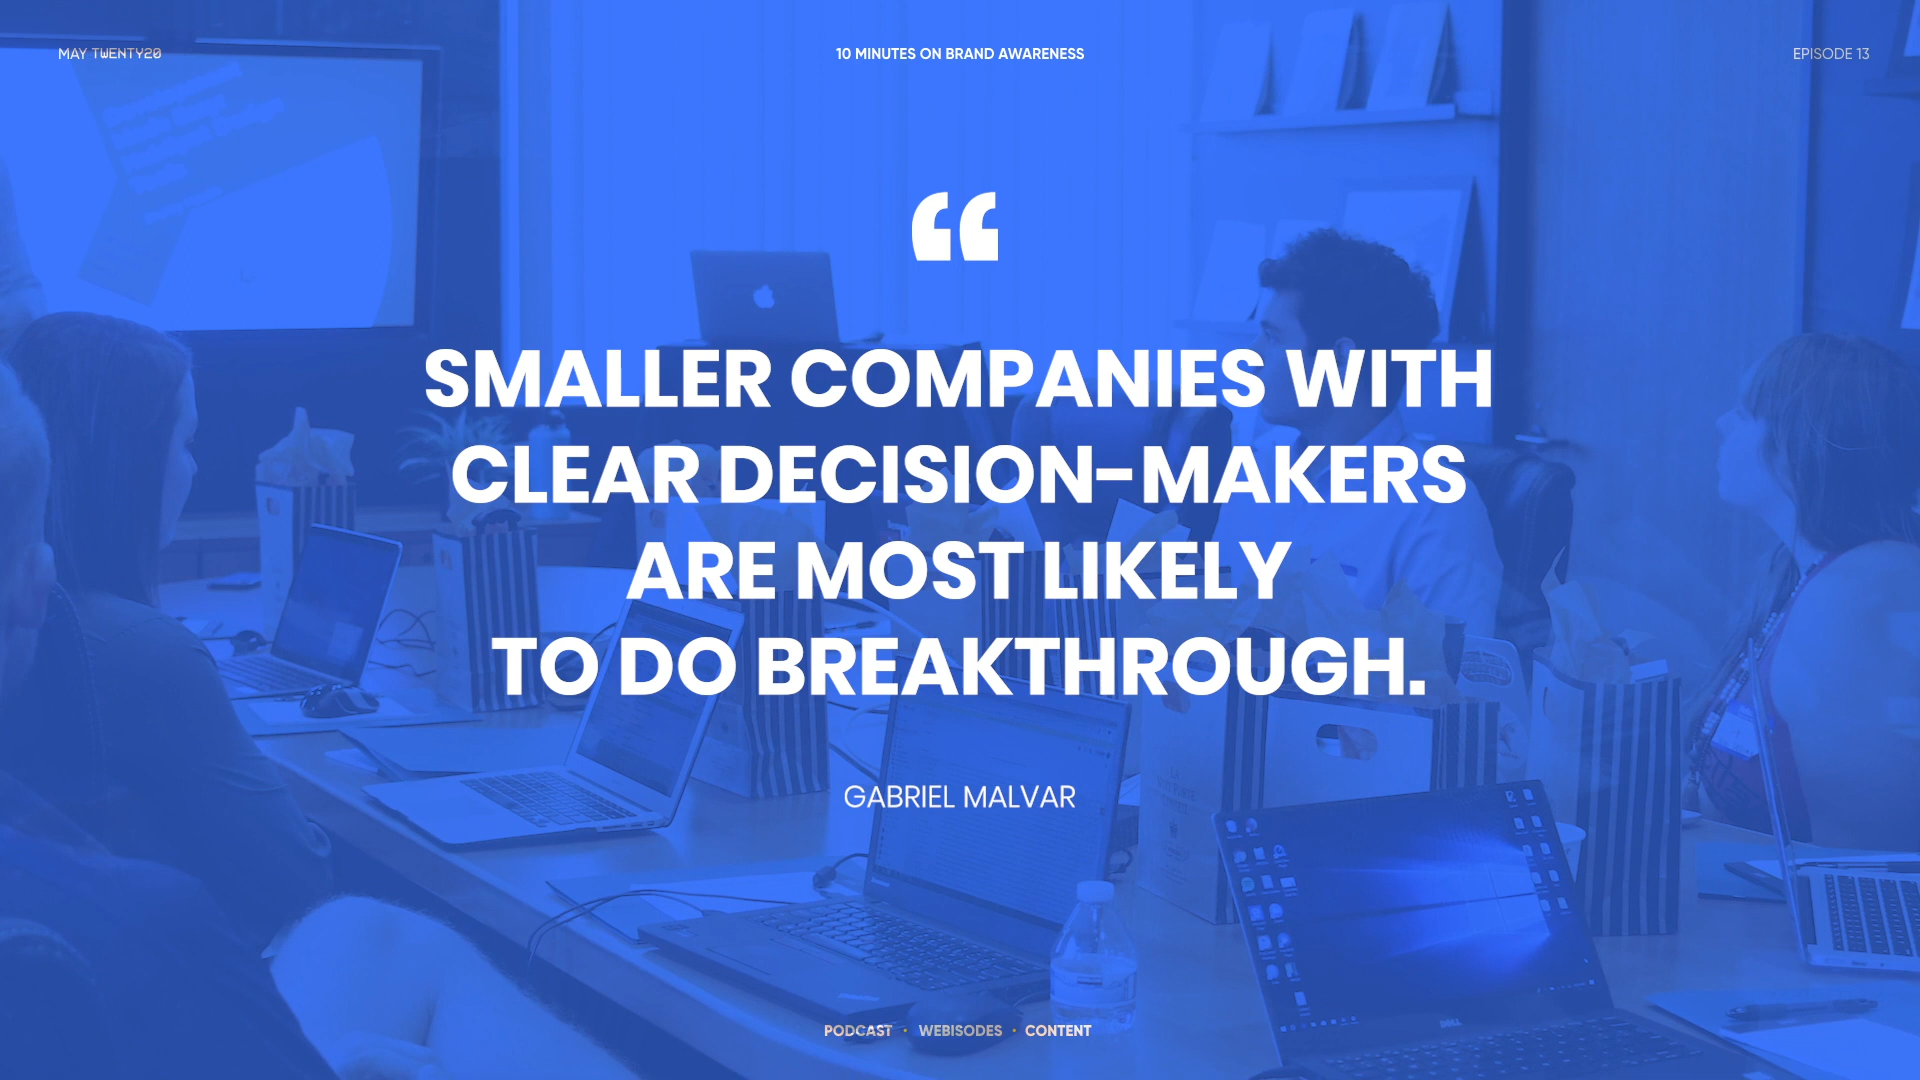 MAY TWENTY20
10 MINUTES ON BRAND AWARENESS
EPISODE 13
“
SMALLER COMPANIES WITH
CLEAR DECISION-MAKERS
ARE MOST LIKELY
TO DO BREAKTHROUGH.
GABRIEL MALVAR
PODCAST • WEBISODES • CONTENT
DELL